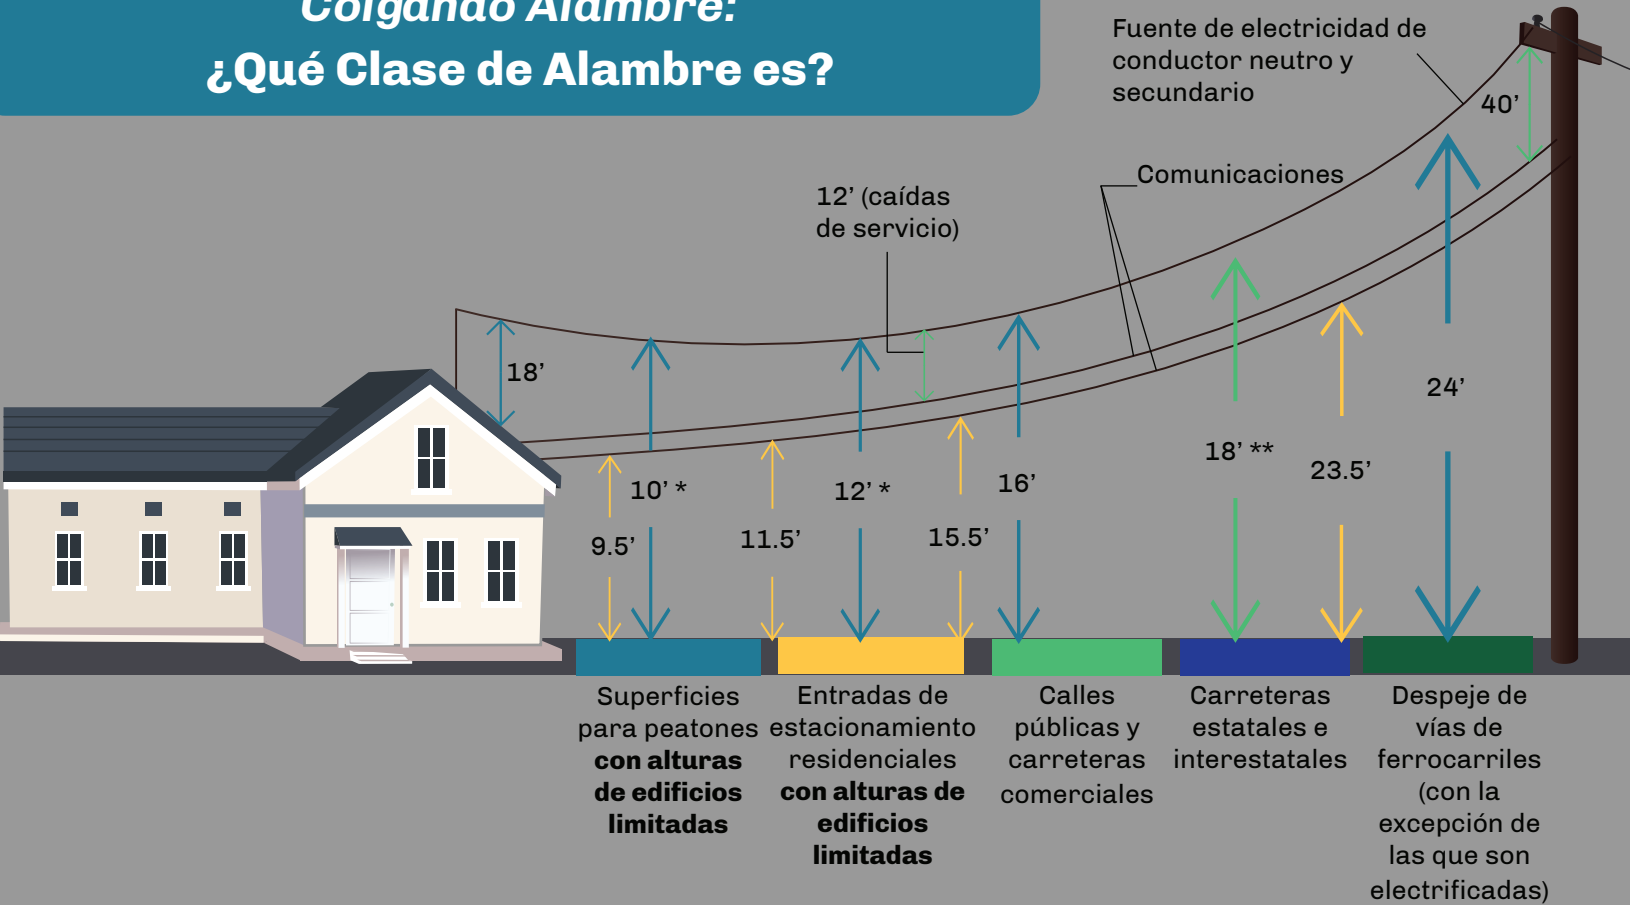 Colgando Alambre:
¿Qué Clase de Alambre es?
Fuente de electricidad de
conductor neutro y
secundario
40’
Comunicaciones
12’ (caídas
de servicio)
18’
24’
18’ **
23.5’
10’ *
12’ *
16’
9.5’
11.5’
15.5’
Superficies
para peatones
con alturas
de edificios
limitadas
Entradas de
estacionamiento
residenciales
con alturas de
edificios
limitadas
Calles
públicas y
carreteras
comerciales
Carreteras
estatales e
interestatales
Despeje de
vías de
ferrocarriles
(con la
excepción de
las que son
electrificadas)